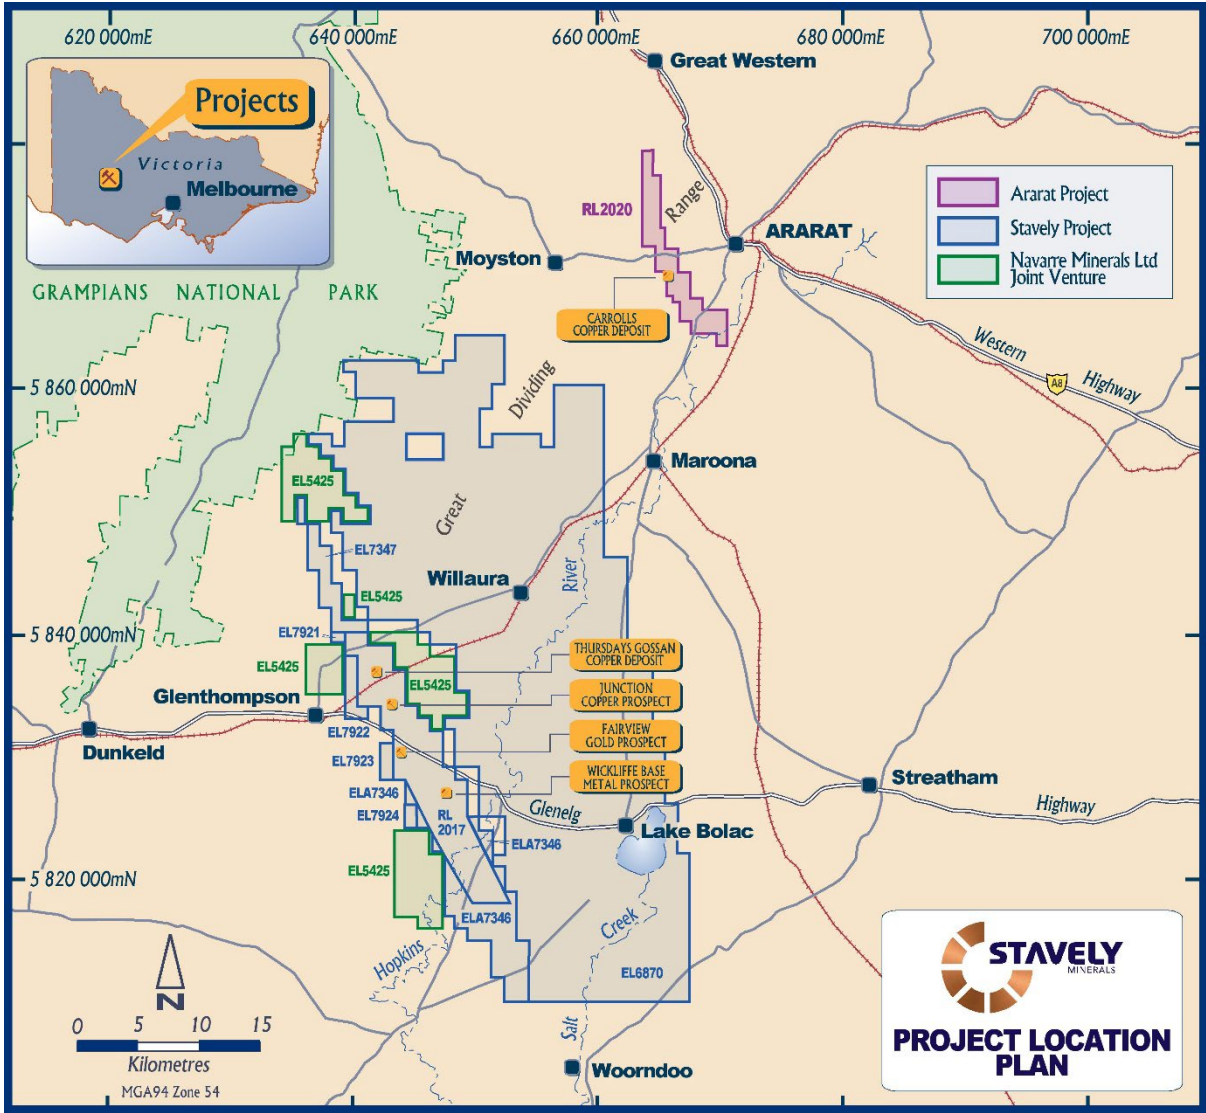 620 000mE
640 000mE
660 000mE
680 000mE
700 000mE
Great Western
Projects
Victoria
Melbourne
Ararat Project
Stavely Project
Navarre Minerals Ltd
Joint Venture
RL2020
Range
ARARAT
Moyston
GRAMPIANS NATIONAL PARK
CARROLLS
COPPER DEPOSIT
Western
Highway
A8
5 860 000mN
Dividing
Maroona
EL5425
Great
EL7347
Willaura
River
EL5425
EL7921
5 840 000mN
EL5425
THURSDAYS GOSSAN
COPPER DEPOSIT
EL5425
JUNCTION
COPPER PROSPECT
Glenthompson
EL7922
FAIRVIEW
GOLD PROSPECT
Dunkeld
EL7923
WICKLIFFE BASE
METAL PROSPECT
Streatham
ELA7346
EL7924
RL
2017
Glenelg
Highway
Lake Bolac
ELA7346
EL5425
5 820 000mN
ELA7346
Creek
Hopkins
EL6870
STAVELY
MINERALS
PROJECT LOCATION
PLAN
N
0 5 10 15
Kilometres
MGA94 Zone 54
Salt
Woorndoo